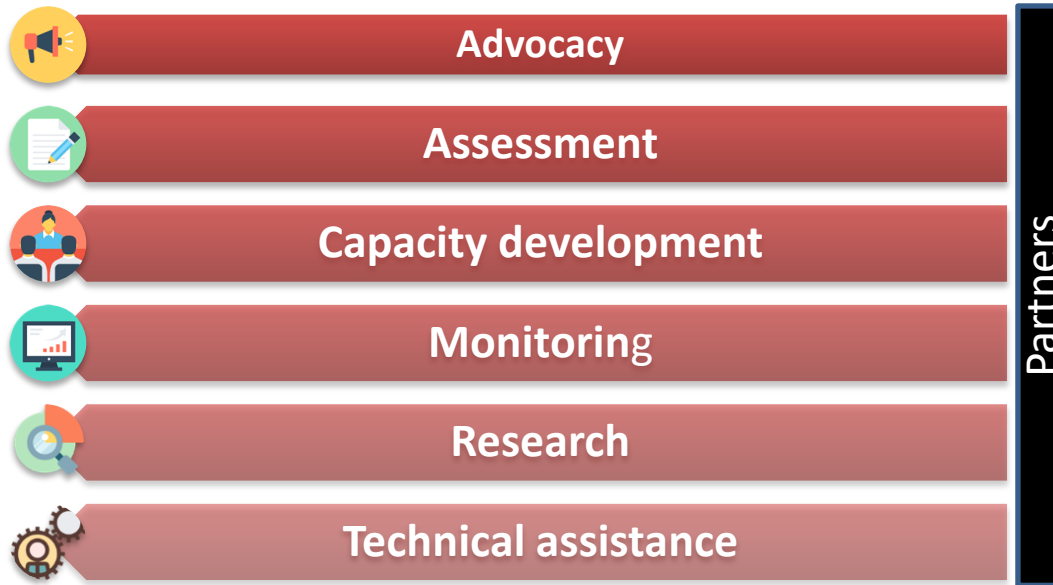 Advocacy
Assessment
Capacity development
Monitoring
Research
Technical assistance
Partners